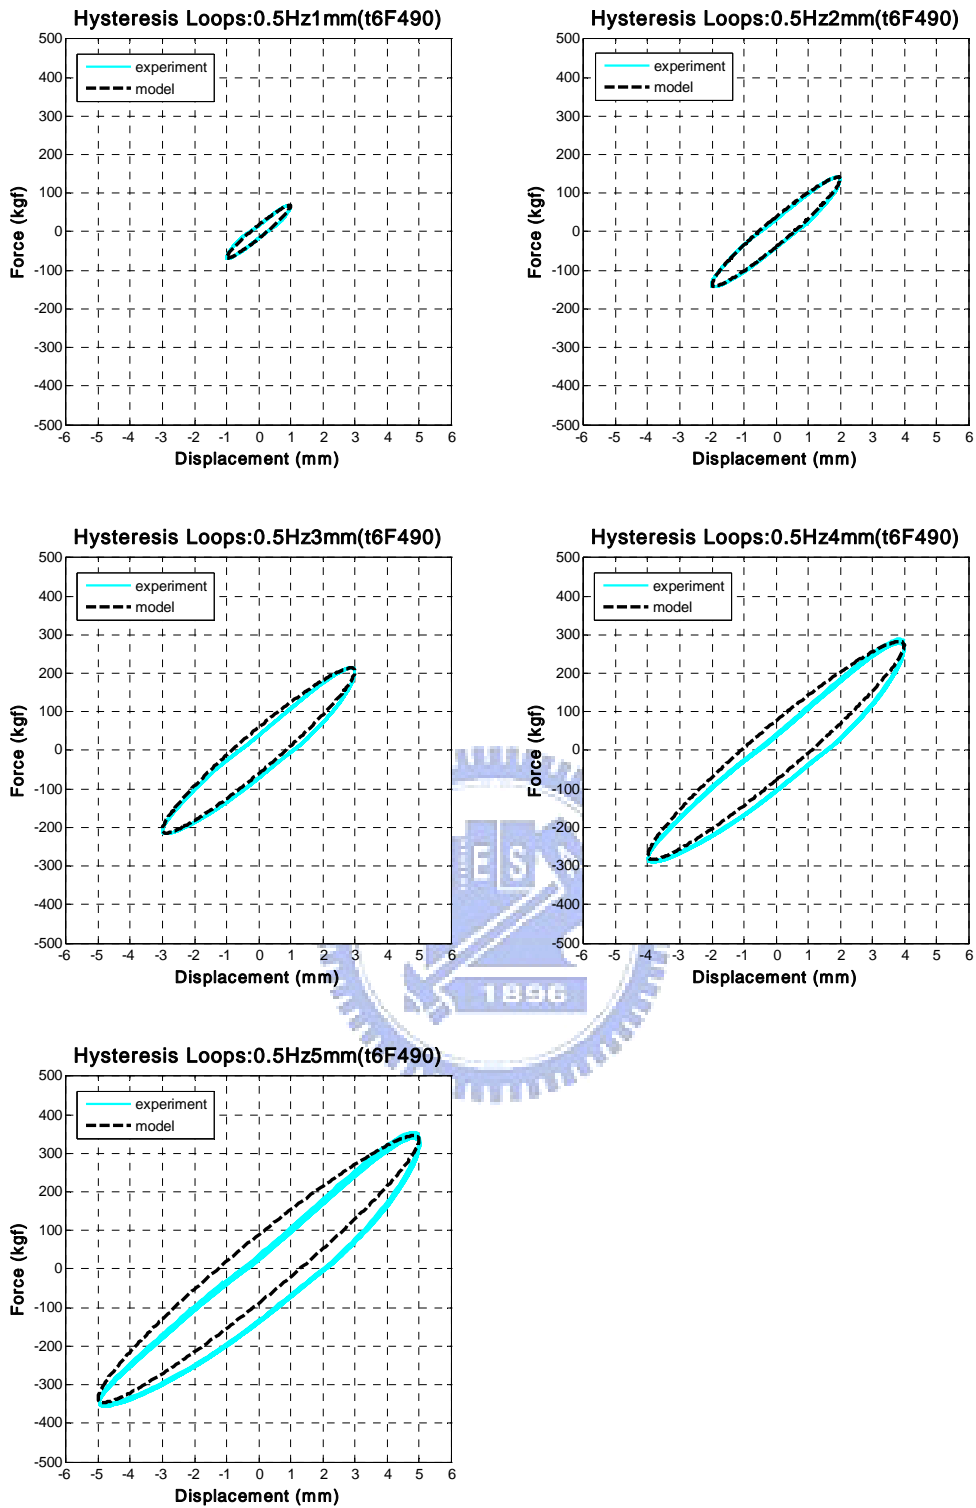 Hysteresis Loops:0.5Hz1mm(t6F490)
experiment
model
Force (kgf)
500
400
300
200
100
0
-100
-200
-300
-400
-500
-6 -5 -4 -3 -2 -1 0 1 2 3 4 5 6
Displacement (mm)
Hysteresis Loops:0.5Hz2mm(t6F490)
experiment
model
Force (kgf)
500
400
300
200
100
0
-100
-200
-300
-400
-500
-6 -5 -4 -3 -2 -1 0 1 2 3 4 5 6
Displacement (mm)
Hysteresis Loops:0.5Hz3mm(t6F490)
experiment
model
Force (kgf)
500
400
300
200
100
0
-100
-200
-300
-400
-500
-6 -5 -4 -3 -2 -1 0 1 2 3 4 5 6
Displacement (mm)
Hysteresis Loops:0.5Hz4mm(t6F490)
experiment
model
Force (kgf)
500
400
300
200
100
0
-100
-200
-300
-400
-500
-6 -5 -4 -3 -2 -1 0 1 2 3 4 5 6
Displacement (mm)
ES
1896
Hysteresis Loops:0.5Hz5mm(t6F490)
experiment
model
Force (kgf)
500
400
300
200
100
0
-100
-200
-300
-400
-500
-6 -5 -4 -3 -2 -1 0 1 2 3 4 5 6
Displacement (mm)